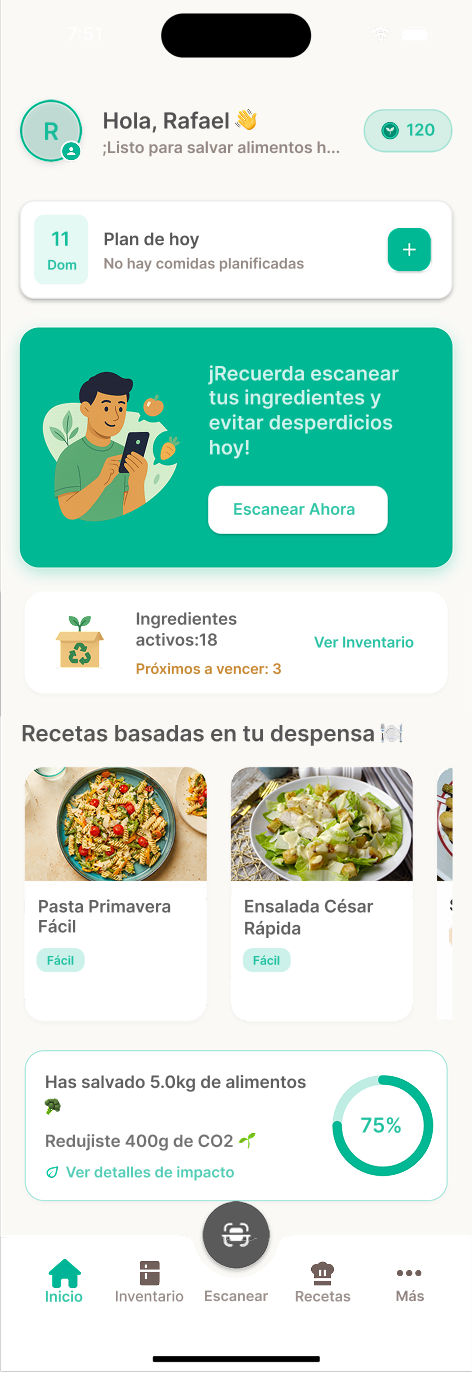 7:51
R
Hola, Rafael 👋
120
¡Listo para salvar alimentos h...
11
Dom
Plan de hoy
No hay comidas planificadas
+
¡Recuerda escanear
tus ingredientes y
evitar desperdicios
hoy!
Escanear Ahora
Ingredientes
activos:18
Próximos a vencer: 3
Ver Inventario
Recetas basadas en tu despensa 🍽️
Pasta Primavera
Fácil
Fácil
Ensalada César
Rápida
Fácil
Has salvado 5.0kg de alimentos
🥦
Redujiste 400g de CO2 🌱
Ver detalles de impacto
75%
Inicio
Inventario
Escanear
Recetas
Más